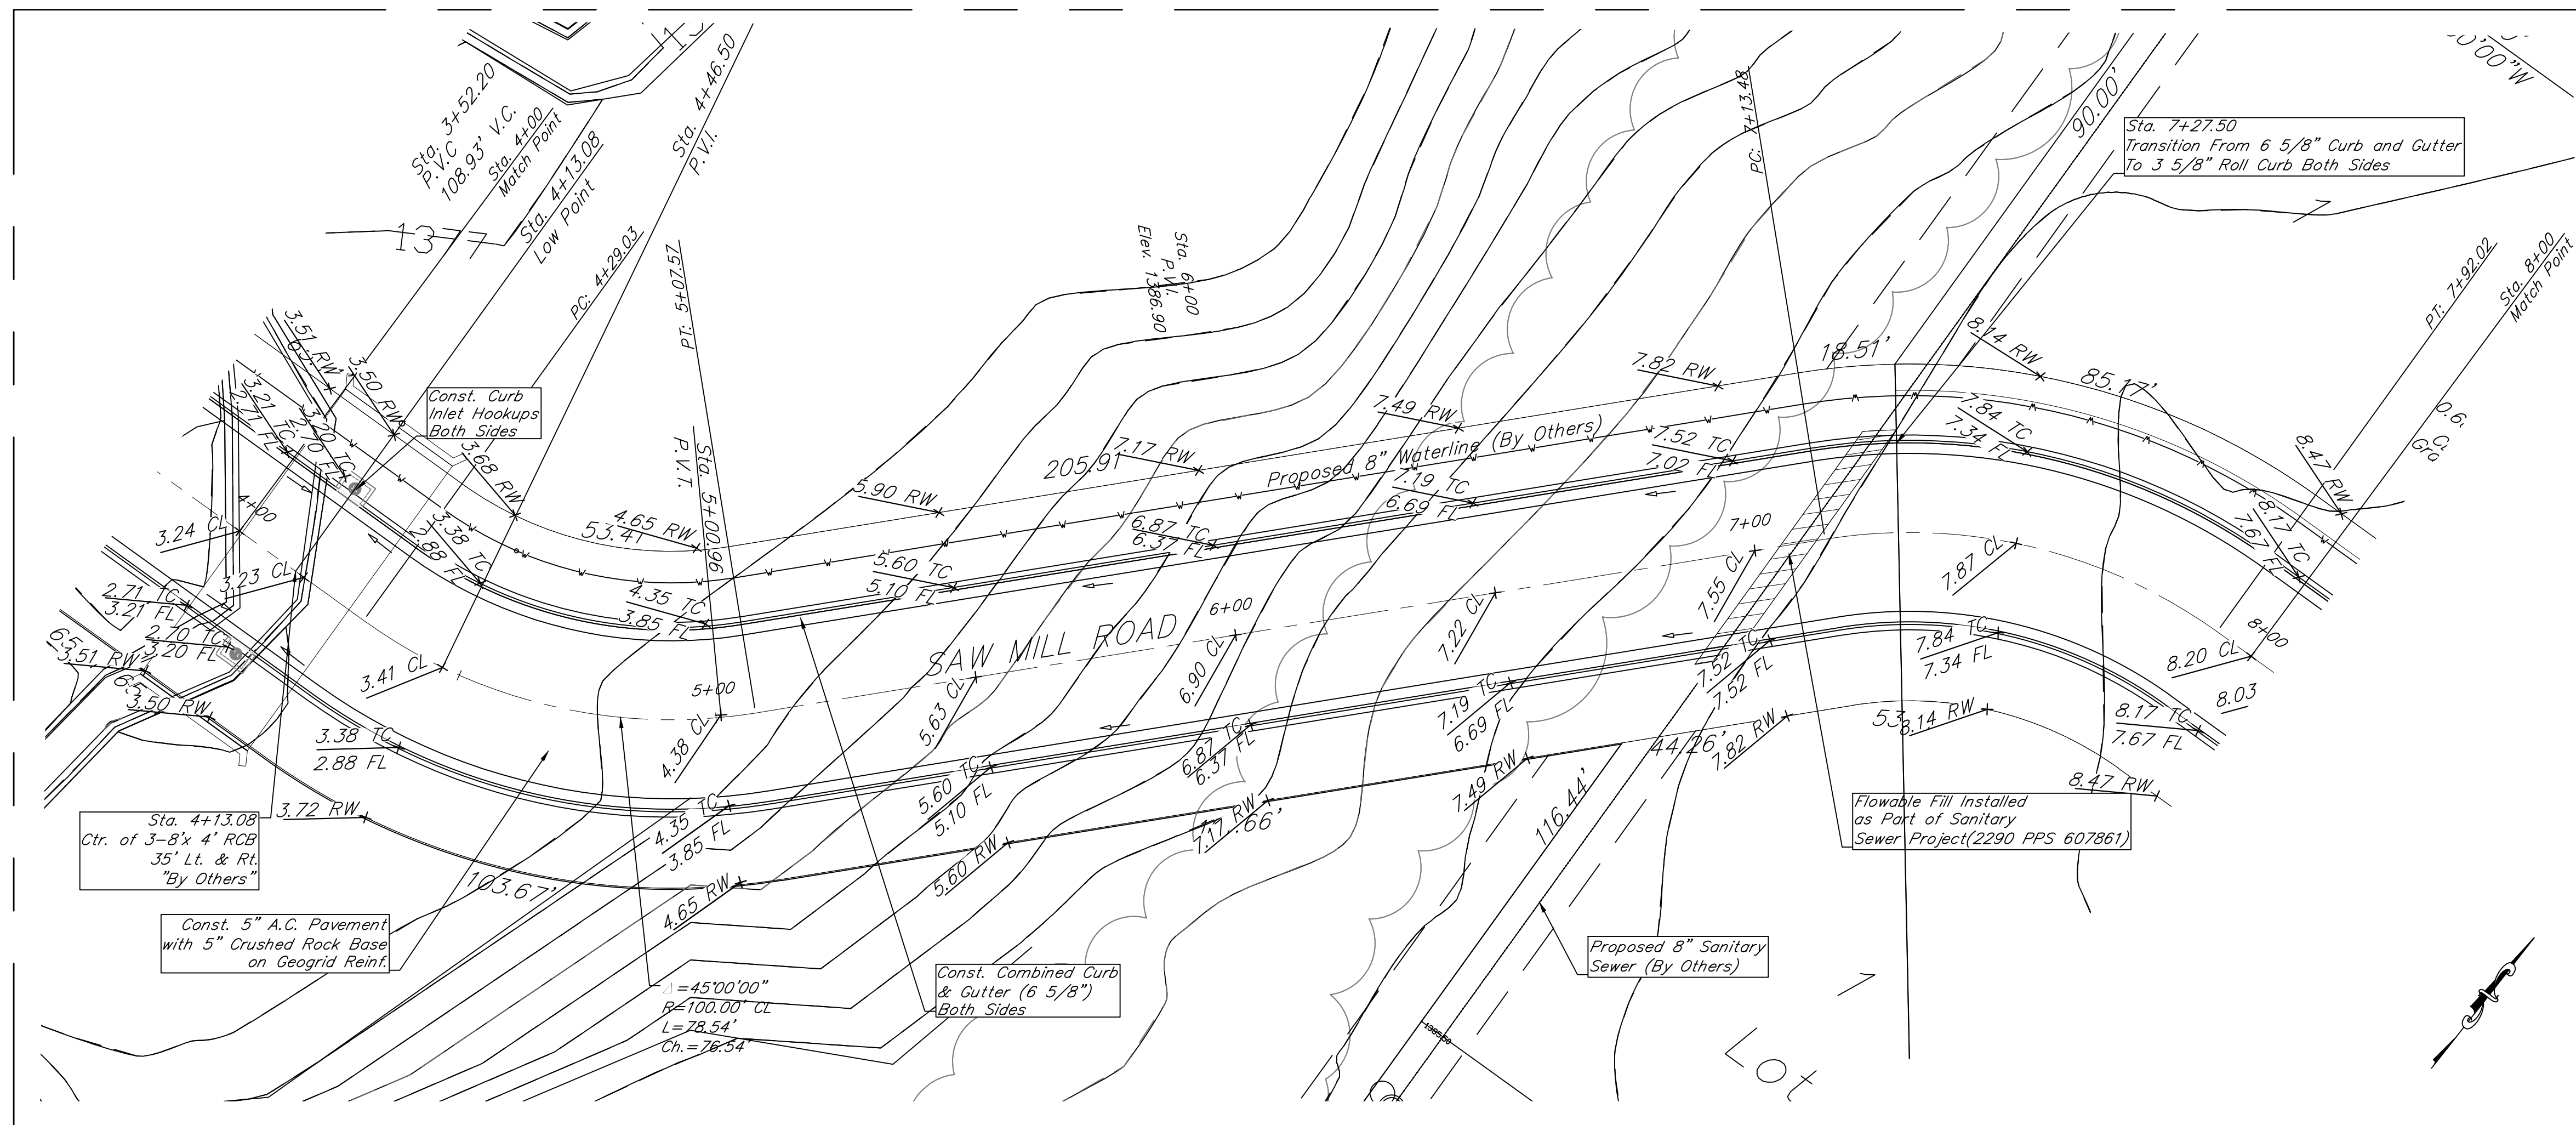 Sta. 3+52.20
P.V.C
108.93' V.C.
Sta. 4+00
Match Point
Sta. 4+13.08
Low Point
Sta. 4+46.50
P.V.I.
PC: 4+29.03
PT: 5+07.57
Sta. 5+00.96
P.V.T.
1377
Sta. 6+00
P.V.I.
Elev. 1386.90
PC: 7+13.48
90.00'
00'00"W
Sta. 7+27.50
Transition From 6 5/8" Curb and Gutter
To 3 5/8" Roll Curb Both Sides
7
PT: 7+92.02
Sta. 8+00
Match Point
3.51 RW
3.50 RW
3.21 TC
2.71 FL
3.20 TC
2.70 FL
Const. Curb
Inlet Hookups
Both Sides
3.68 RW
3.38 TC
2.88 FL
4+00
3.24 CL
3.23 CL
3.41 CL
53.41
4.65 RW
4.35 TC
3.85 FL
5.90 RW
5.60 TC
5.10 FL
205.91
7.17 RW
6.87 TC
6.37 FL
Proposed 8" Waterline (By Others)
7.49 RW
7.19 TC
6.69 FL
7.82 RW
7.52 TC
7.02 FL
18.51'
8.14 RW
85.17'
7.84 TC
7.34 FL
8.47 RW
8.17 TC
7.67 FL
0.6
Gra
SAW MILL ROAD
5+00
4.38 CL
5.63 CL
6+00
6.90 CL
7.22 CL
7+00
7.55 CL
7.87 CL
8+00
8.20 CL
8.03
2.71 TC
3.21 FL
2.70 TC
3.20 FL
65.
3.51 RW
65.
3.50 RW
3.38 TC
2.88 FL
3.72 RW
4.35 TC
3.85 FL
4.65 RW
103.67'
5.60 TC
5.10 FL
5.60 RW
6.87 TC
6.37 FL
7.17 RW
.66'
7.19 TC
6.69 FL
7.49 RW
7.52 TC
7.52 FL
7.82 RW
44.26'
116.44'
7.84 TC
7.34 FL
53
8.14 RW
8.17 TC
7.67 FL
8.47 RW
Sta. 4+13.08
Ctr. of 3-8'x 4' RCB
35' Lt. & Rt.
"By Others"
Const. 5" A.C. Pavement
with 5" Crushed Rock Base
on Geogrid Reinf.
Δ=45°00'00"
R=100.00' CL
L=78.54'
Ch.=76.54'
Const. Combined Curb
& Gutter (6 5/8")
Both Sides
Flowable Fill Installed
as Part of Sanitary
Sewer Project(2290 PPS 607861)
Proposed 8" Sanitary
Sewer (By Others)
1385.50
Lot 1